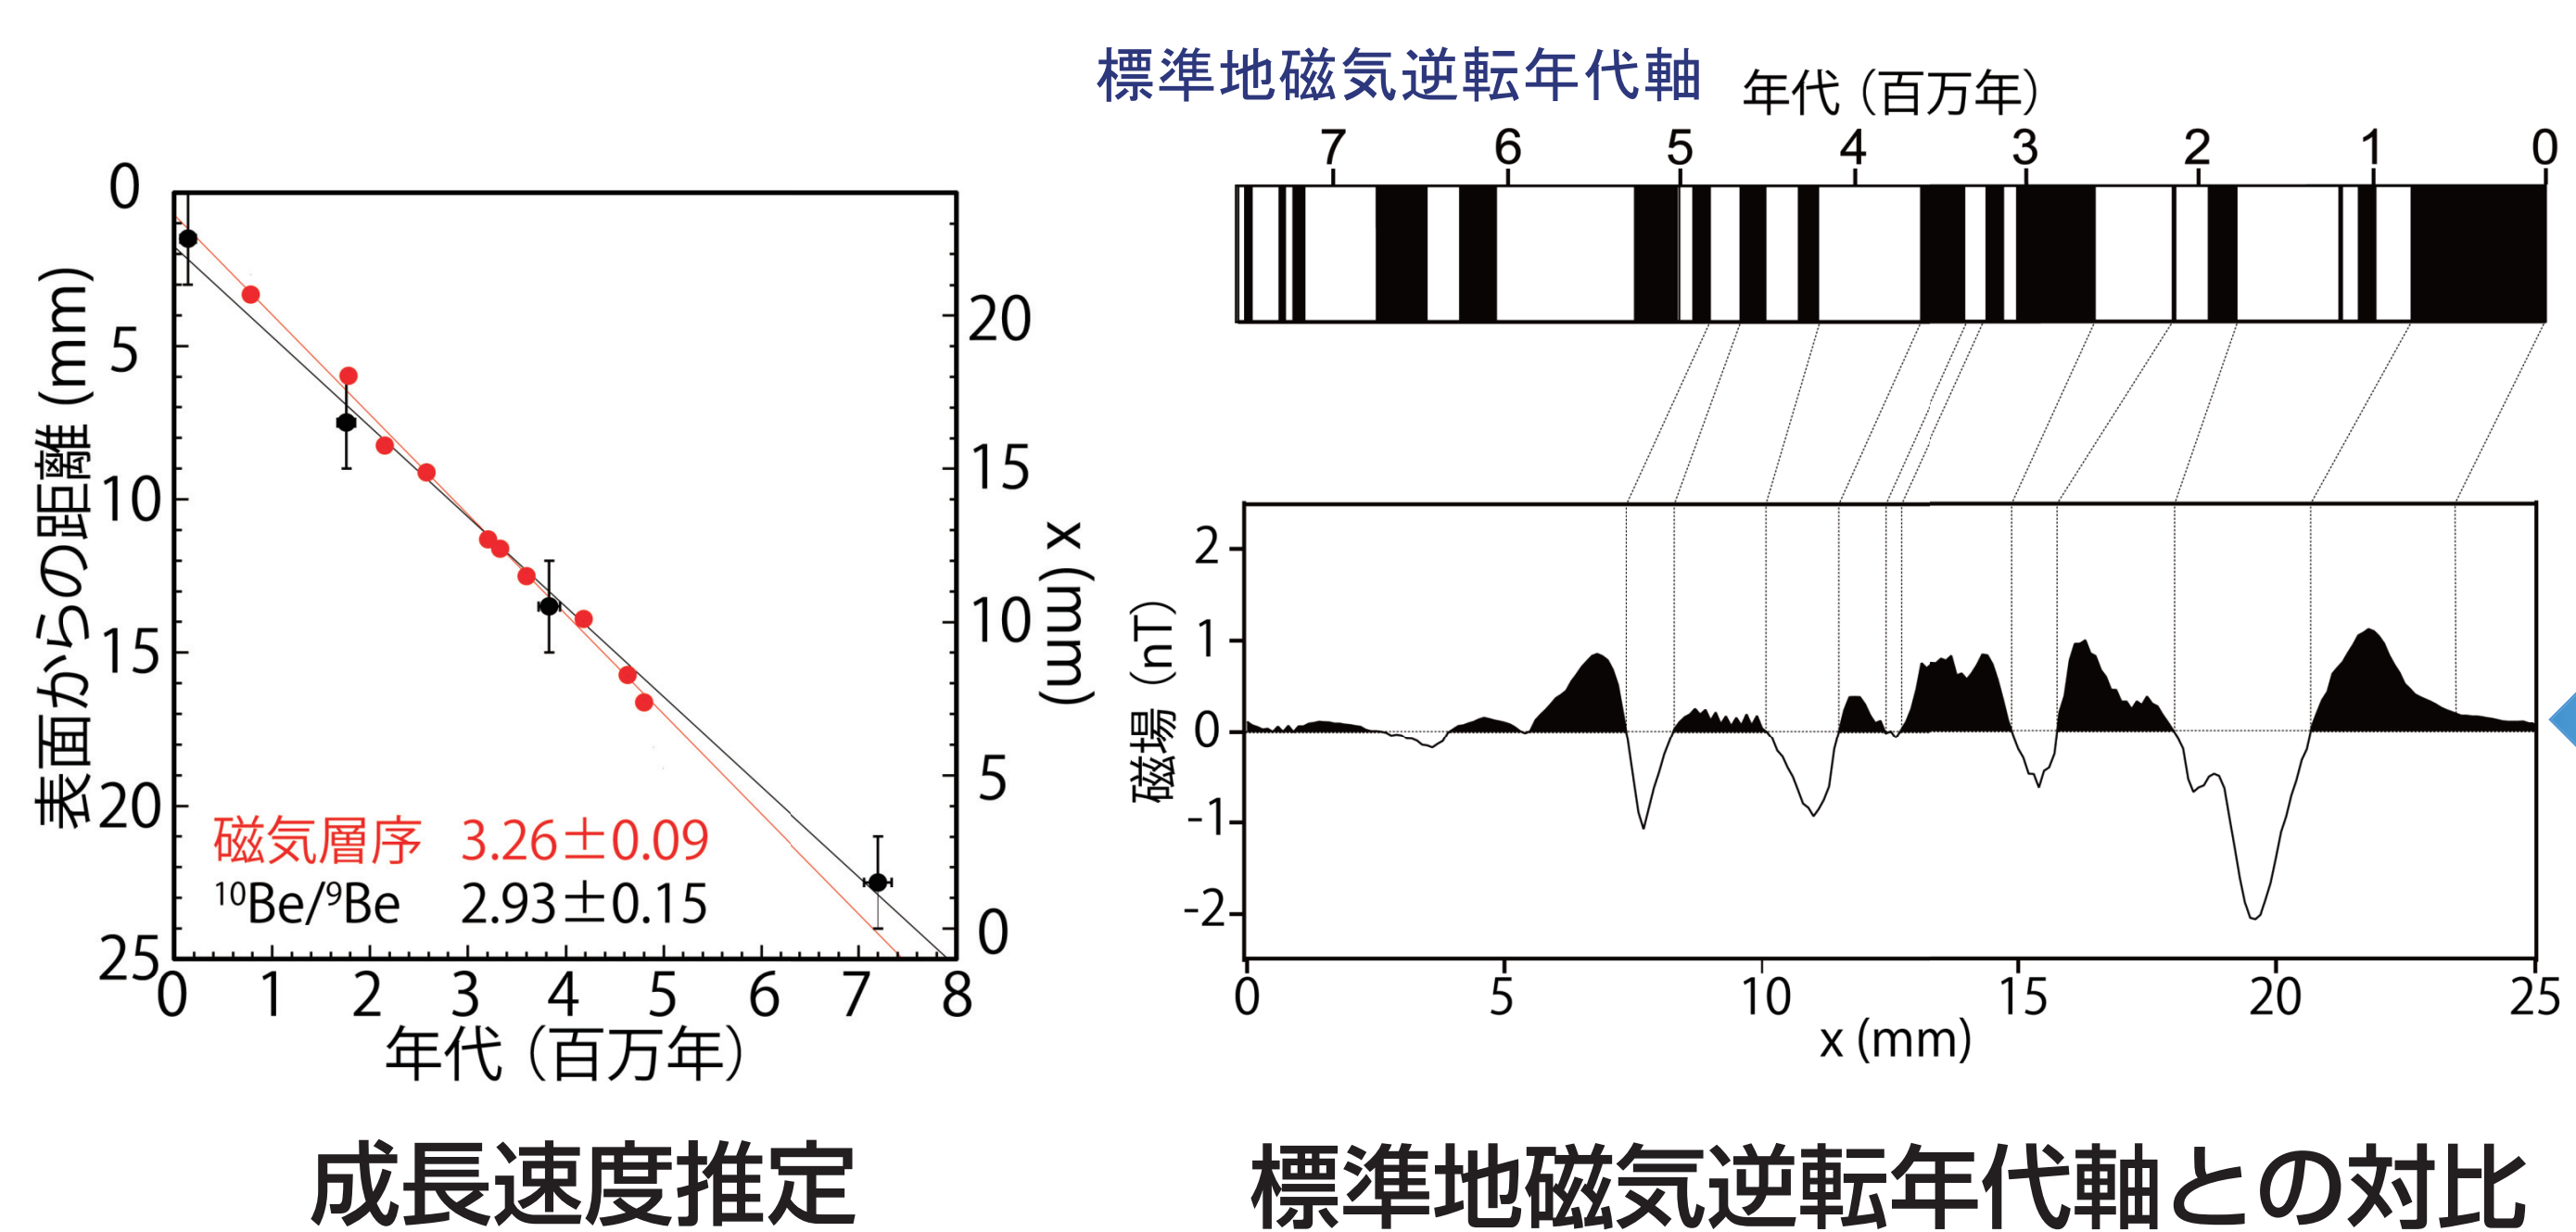 標準地磁気逆転年代軸
年代（百万年）
7 6 5 4 3 2 1 0
0
5
10
15
20
25
表面からの距離 (mm)
磁気層序 3.26±0.09
¹⁰Be/⁹Be 2.93±0.15
0 1 2 3 4 5 6 7 8
年代（百万年）
20
15
10
5
0
x (mm)
磁場（nT）
2
1
0
-1
-2
0 5 10 15 20 25
x (mm)
成長速度推定
標準地磁気逆転年代軸との対比